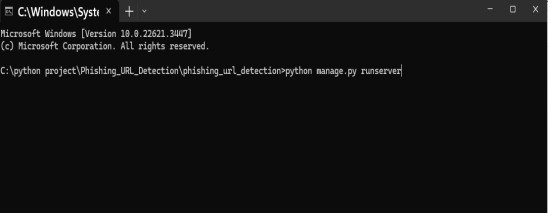 C:\Windows\Syste
Microsoft Windows [Version 10.0.22621.3447]
(c) Microsoft Corporation. All rights reserved.
C:\python project\Phishing_URL_Detection\phishing_url_detection>python manage.py runserver